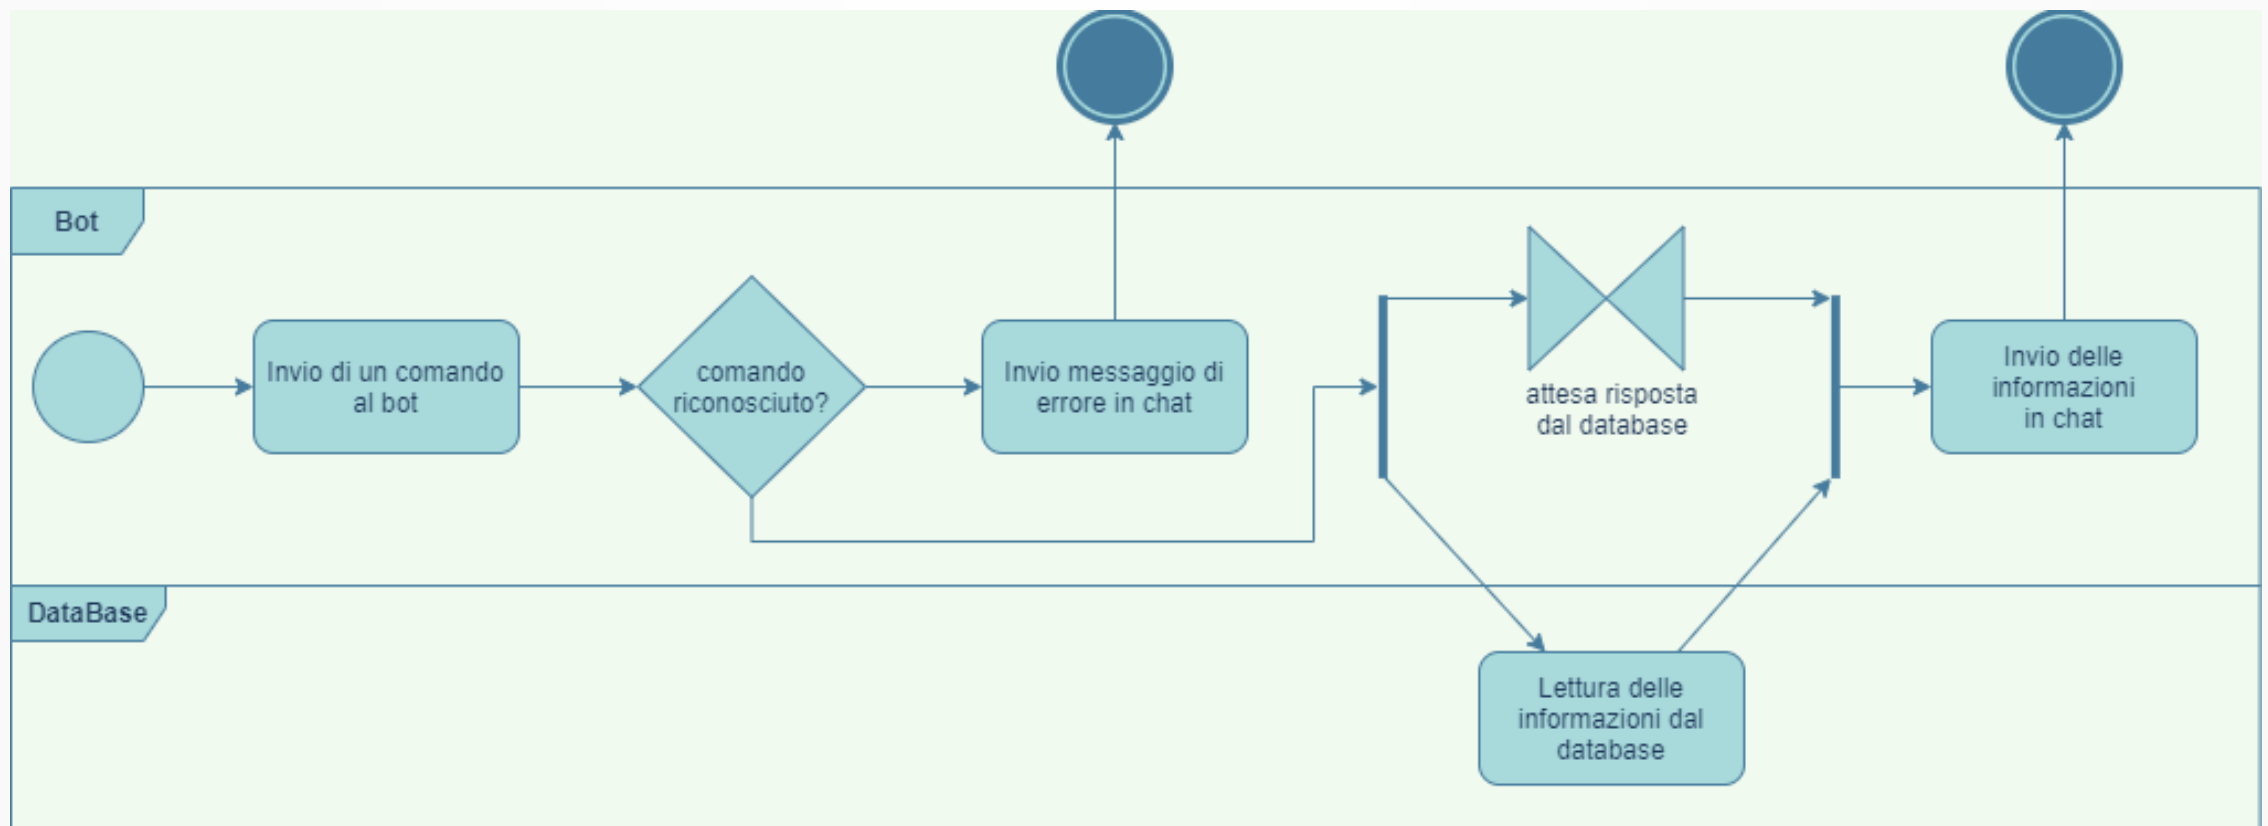 Bot
Invio di un comando
al bot
comando
riconosciuto?
Invio messaggio di
errore in chat
attesa risposta
dal database
Invio delle
informazioni
in chat
DataBase
Lettura delle
informazioni dal
database